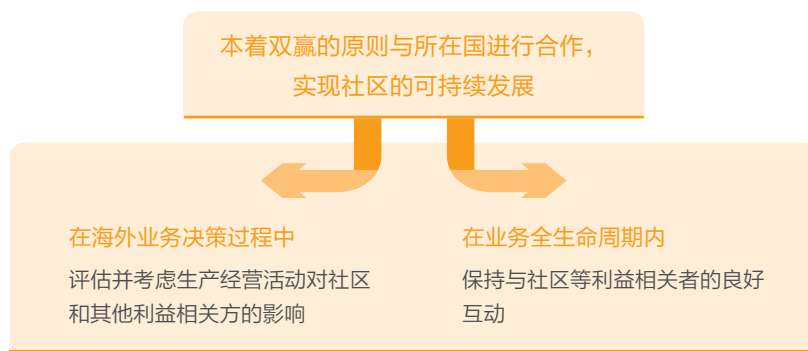 本着双赢的原则与所在国进行合作，
实现社区的可持续发展
在海外业务决策过程中
评估并考虑生产经营活动对社区
和其他利益相关方的影响
在业务全生命周期内
保持与社区等利益相关者的良好
互动